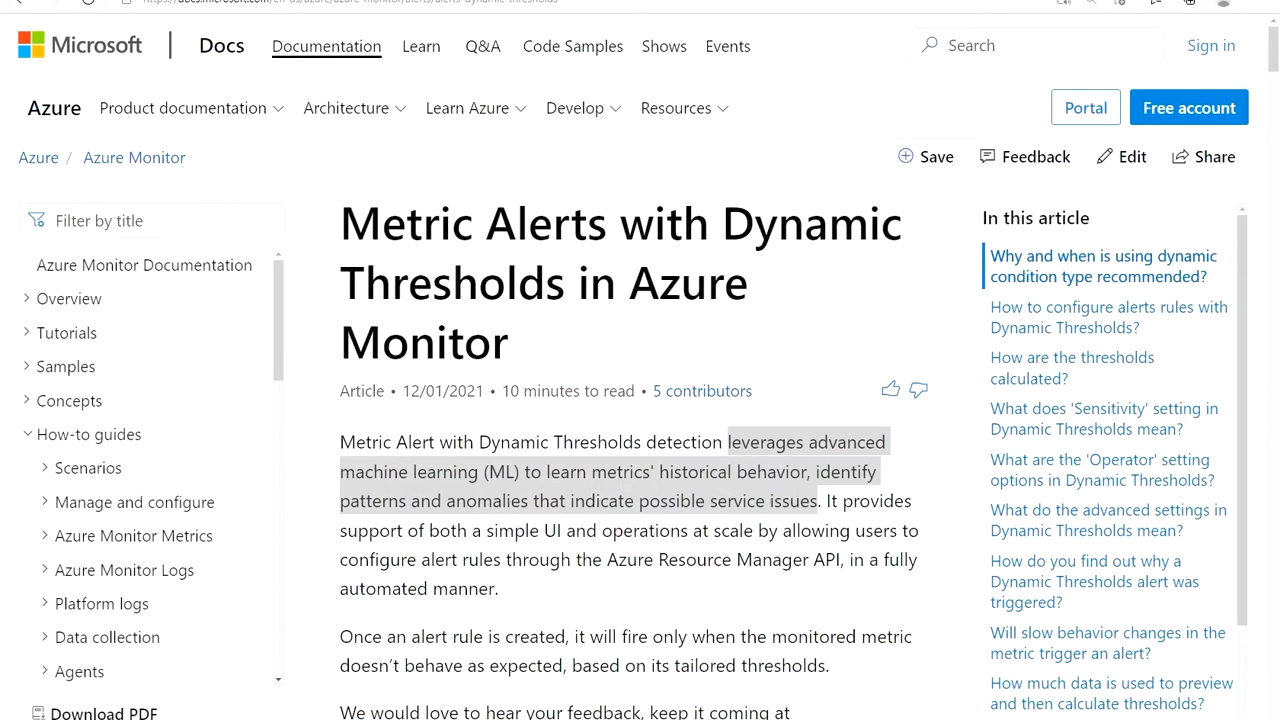 https://docs.microsoft.com/en-us/azure/azure-monitor/alerts/alerts-dynamic-thresholds
Microsoft
Docs
Documentation
Learn
Q&A
Code Samples
Shows
Events
Search
Sign in
Azure
Product documentation
Architecture
Learn Azure
Develop
Resources
Portal
Free account
Azure / Azure Monitor
Save
Feedback
Edit
Share
Filter by title
Azure Monitor Documentation
Overview
Tutorials
Samples
Concepts
How-to guides
Scenarios
Manage and configure
Azure Monitor Metrics
Azure Monitor Logs
Platform logs
Data collection
Agents
Download PDF
Metric Alerts with Dynamic
Thresholds in Azure
Monitor
Article • 12/01/2021 • 10 minutes to read • 5 contributors
Metric Alert with Dynamic Thresholds detection leverages advanced
machine learning (ML) to learn metrics' historical behavior, identify
patterns and anomalies that indicate possible service issues. It provides
support of both a simple UI and operations at scale by allowing users to
configure alert rules through the Azure Resource Manager API, in a fully
automated manner.
Once an alert rule is created, it will fire only when the monitored metric
doesn't behave as expected, based on its tailored thresholds.
We would love to hear your feedback, keep it coming at
In this article
Why and when is using dynamic
condition type recommended?
How to configure alerts rules with
Dynamic Thresholds?
How are the thresholds
calculated?
What does 'Sensitivity' setting in
Dynamic Thresholds mean?
What are the 'Operator' setting
options in Dynamic Thresholds?
What do the advanced settings in
Dynamic Thresholds mean?
How do you find out why a
Dynamic Thresholds alert was
triggered?
Will slow behavior changes in the
metric trigger an alert?
How much data is used to preview
and then calculate thresholds?